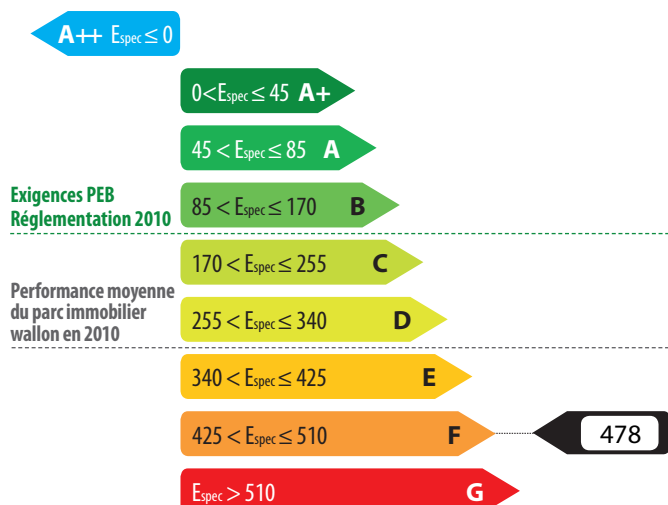 A++ Espec ≤ 0
0<Espec ≤ 45 A+
45 < Espec ≤ 85 A
Exigences PEB
Réglementation 2010
85 < Espec ≤ 170 B
170 < Espec ≤ 255 C
Performance moyenne
du parc immobilier
wallon en 2010
255 < Espec ≤ 340 D
340 < Espec ≤ 425 E
425 < Espec ≤ 510 F 478
Espec > 510 G